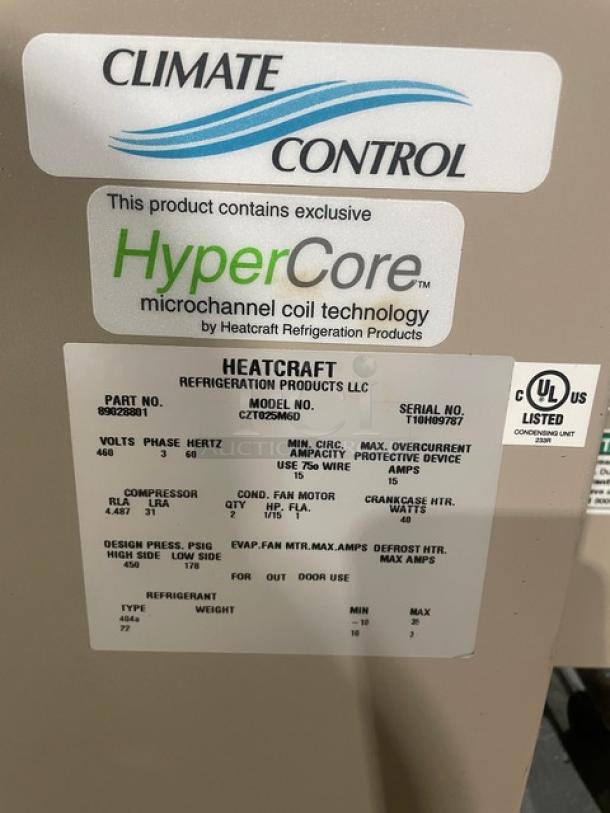 CLIMATE
CONTROL
This product contains exclusive
HyperCore™
microchannel coil technology
by Heatcraft Refrigeration Products
HEATCRAFT
REFRIGERATION PRODUCTS LLC
PART NO. MODEL NO. SERIAL NO.
89028801 CZT025M6D T10H09787
C UL US
LISTED
CONDENSING UNIT
233R
VOLTS PHASE HERTZ MIN. CIRC. MAX. OVERCURRENT
460 3 60 AMPACITY PROTECTIVE DEVICE
USE 75o WIRE AMPS
15 15
COMPRESSOR COND. FAN MOTOR CRANKCASE HTR.
RLA LRA QTY HP. FLA. WATTS
4.487 31 2 1/15 1 40
DESIGN PRESS. PSIG EVAP.FAN MTR.MAX.AMPS DEFROST HTR.
HIGH SIDE LOW SIDE MAX AMPS
450 178
FOR OUT DOOR USE
REFRIGERANT
TYPE WEIGHT MIN MAX
404a -10
22 10